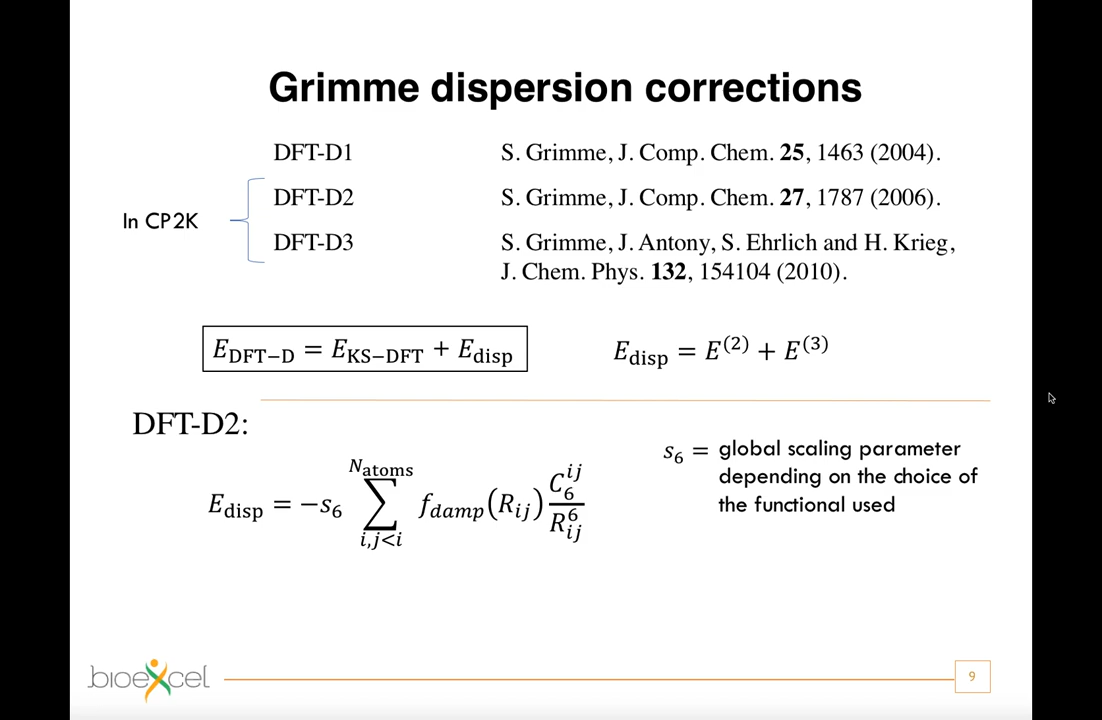 Grimme dispersion corrections
DFT-D1 S. Grimme, J. Comp. Chem. 25, 1463 (2004).
DFT-D2 S. Grimme, J. Comp. Chem. 27, 1787 (2006).
In CP2K
DFT-D3 S. Grimme, J. Antony, S. Ehrlich and H. Krieg,
J. Chem. Phys. 132, 154104 (2010).
E_DFT−D = E_KS−DFT + E_disp E_disp = E^(2) + E^(3)
DFT-D2:
s_6 = global scaling parameter
depending on the choice of
the functional used
E_disp = −s_6 ∑_{i,j<i}^{N_atoms} f_damp(R_ij) C_6^ij / R_ij^6
bioexcel
9